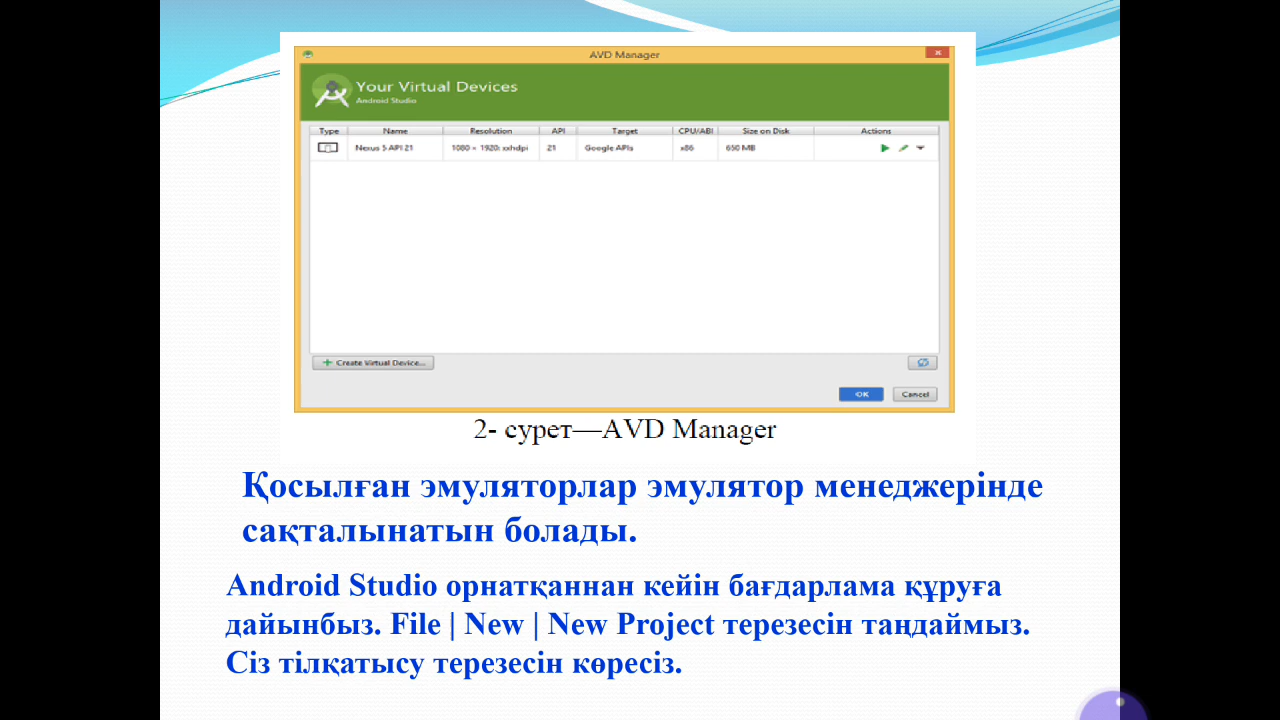 AVD Manager
Your Virtual Devices
Android Studio
Type Name Resolution API Target CPU/ABI Size on Disk Actions
Nexus 5 API 21 1080 × 1920: xxhdpi 21 Google APIs x86 650 MB
Create Virtual Device...
OK Cancel
2- сурет—AVD Manager
Қосылған эмуляторлар эмулятор менеджерінде
сақталынатын болады.
Android Studio орнатқаннан кейін бағдарлама құруға
дайынбыз. File | New | New Project терезесін таңдаймыз.
Сіз тілқатысу терезесін көресіз.